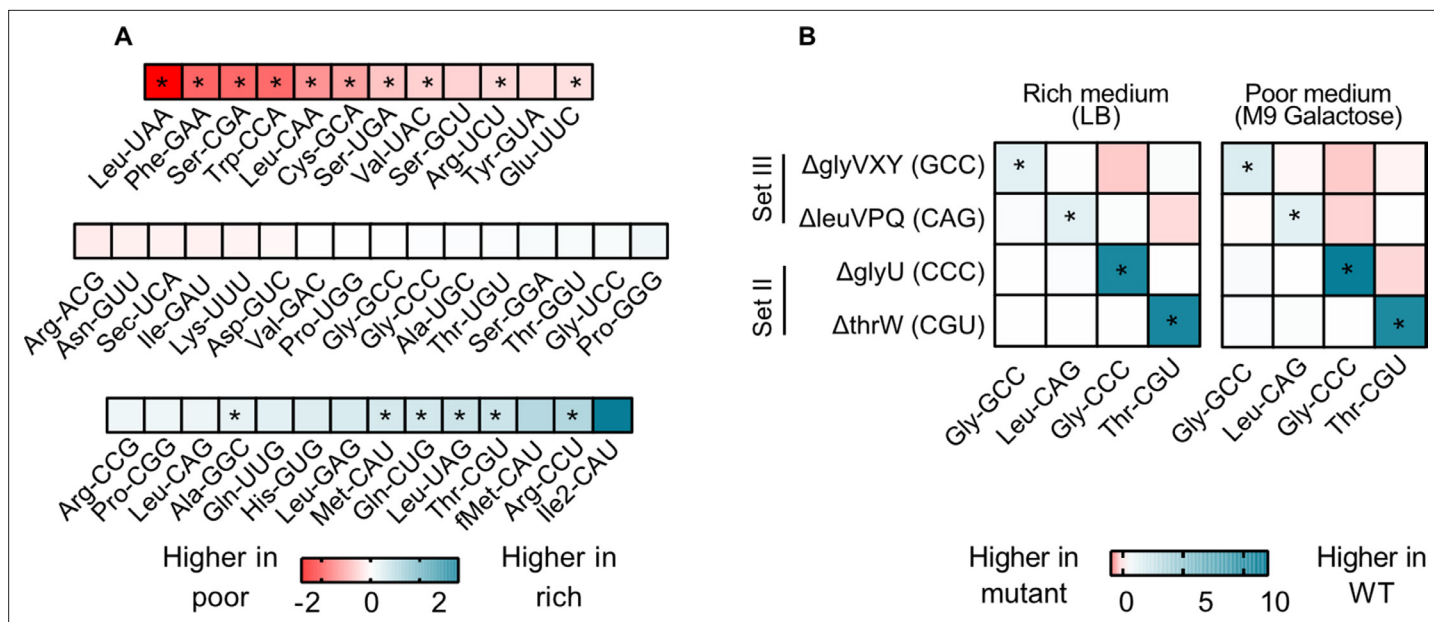 A
* * * * * * * * * * *
Leu-UAA Phe-GAA Ser-CGA Trp-CCA Leu-CAA Cys-GCA Ser-UGA Val-UAC Ser-GCU Arg-UCU Tyr-GUA Glu-UUC
Arg-ACG Asn-GUU Sec-UCA Ile-GAU Lys-UUU Asp-GUC Val-GAC Pro-UGG Gly-GCC Gly-CCC Ala-UGC Thr-UGU Ser-GGA Thr-GGU Gly-UCC Pro-GGG
* * * * * *
Arg-CCG Pro-CGG Leu-CAG Ala-GGC Gln-UUG His-GUG Leu-GAG Met-CAU Gln-CUG Leu-UAG Thr-CGU fMet-CAU Arg-CCU Ile2-CAU
Higher in poor
-2 0 2
Higher in rich
B
Rich medium (LB)
Poor medium (M9 Galactose)
Set III
ΔglyVXY (GCC) * *
ΔleuVPQ (CAG) * *
Set II
ΔglyU (CCC) * *
ΔthrW (CGU) * *
Gly-GCC Leu-CAG Gly-CCC Thr-CGU Gly-GCC Leu-CAG Gly-CCC Thr-CGU
Higher in mutant
0 5 10
Higher in WT